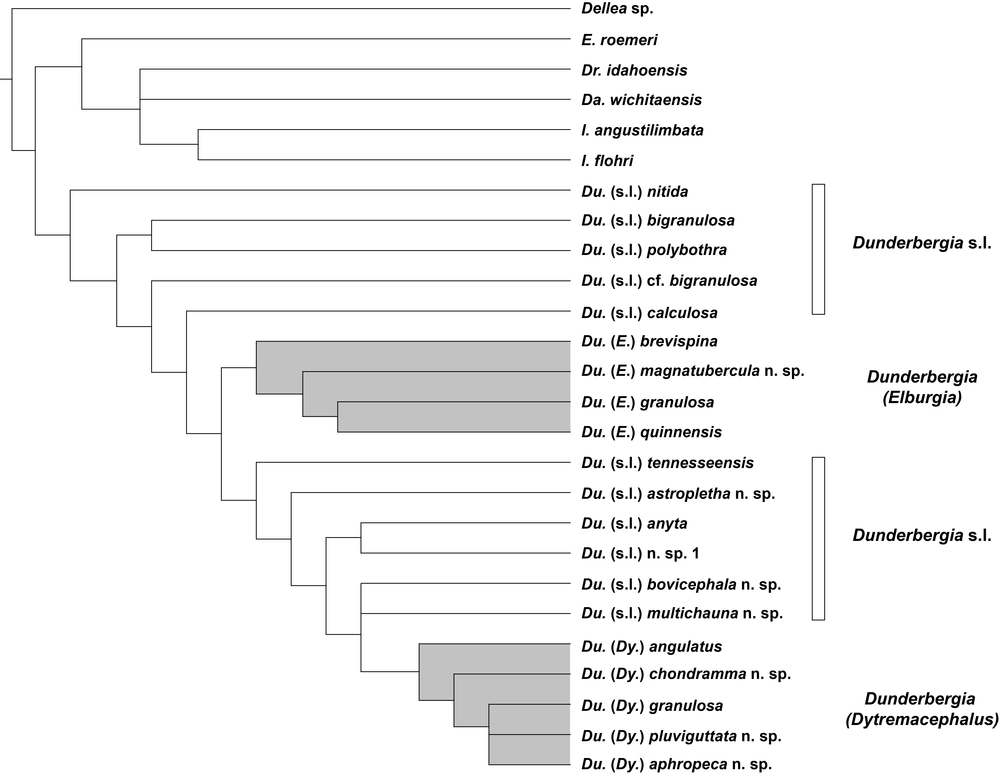 Dellea sp.
E. roemeri
Dr. idahoensis
Da. wichitaensis
I. angustilimbata
I. flohri
Du. (s.l.) nitida
Du. (s.l.) bigranulosa
Du. (s.l.) polybothra
Du. (s.l.) cf. bigranulosa
Du. (s.l.) calculosa
Dunderbergia s.l.
Du. (E.) brevispina
Du. (E.) magnatubercula n. sp.
Du. (E.) granulosa
Du. (E.) quinnensis
Dunderbergia
(Elburgia)
Du. (s.l.) tennesseensis
Du. (s.l.) astropletha n. sp.
Du. (s.l.) anyta
Du. (s.l.) n. sp. 1
Du. (s.l.) bovicephala n. sp.
Du. (s.l.) multichauna n. sp.
Dunderbergia s.l.
Du. (Dy.) angulatus
Du. (Dy.) chondramma n. sp.
Du. (Dy.) granulosa
Du. (Dy.) pluviguttata n. sp.
Du. (Dy.) aphropeca n. sp.
Dunderbergia
(Dytremacephalus)